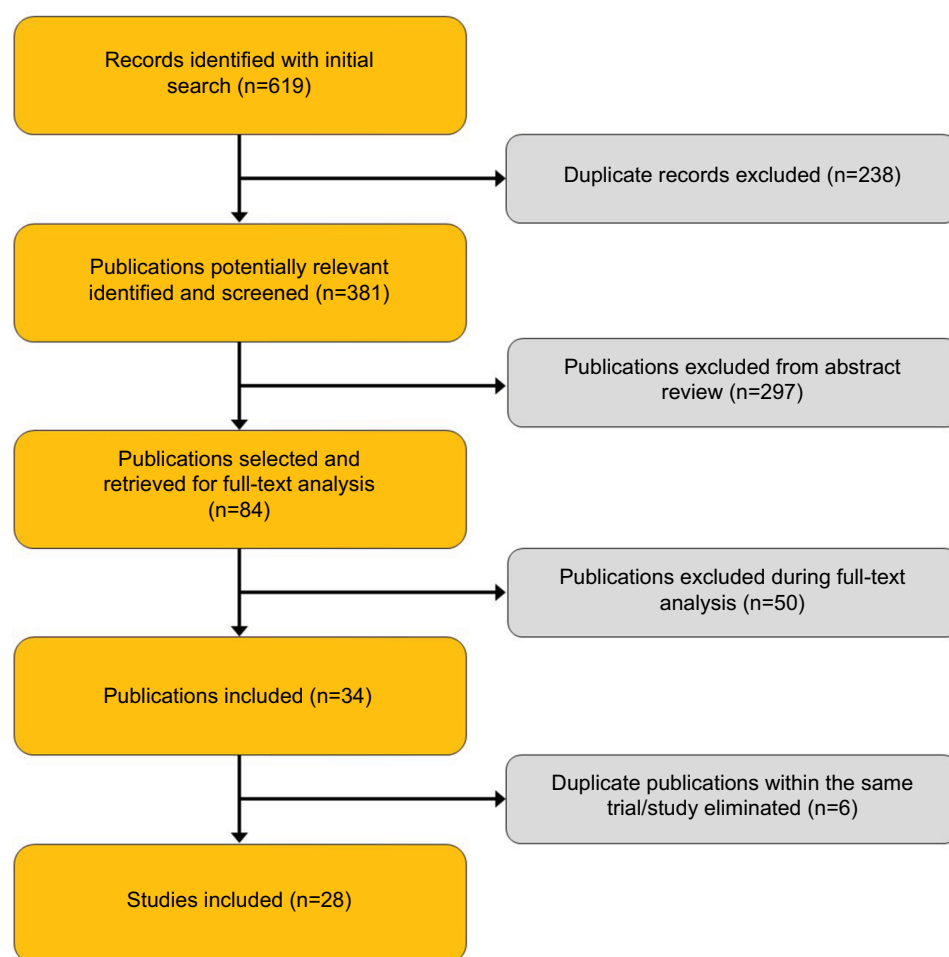 Records identified with initial
search (n=619)
Duplicate records excluded (n=238)
Publications potentially relevant
identified and screened (n=381)
Publications excluded from abstract
review (n=297)
Publications selected and
retrieved for full-text analysis
(n=84)
Publications excluded during full-text
analysis (n=50)
Publications included (n=34)
Duplicate publications within the same
trial/study eliminated (n=6)
Studies included (n=28)